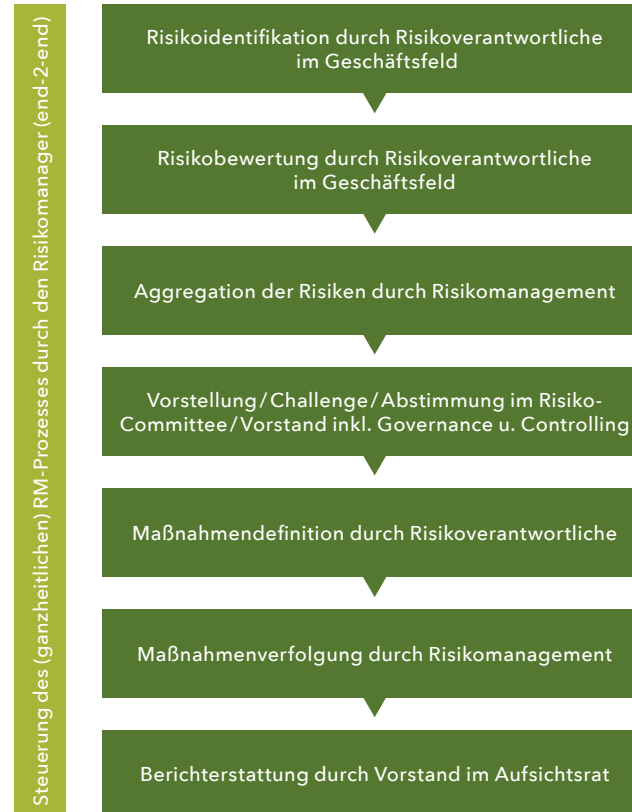 Steuerung des (ganzheitlichen) RM-Prozesses durch den Risikomanager (end-2-end)
Risikoidentifikation durch Risikoverantwortliche
im Geschäftsfeld
Risikobewertung durch Risikoverantwortliche
im Geschäftsfeld
Aggregation der Risiken durch Risikomanagement
Vorstellung/Challenge/Abstimmung im Risiko-
Committee/Vorstand inkl. Governance u. Controlling
Maßnahmendefinition durch Risikoverantwortliche
Maßnahmenverfolgung durch Risikomanagement
Berichterstattung durch Vorstand im Aufsichtsrat